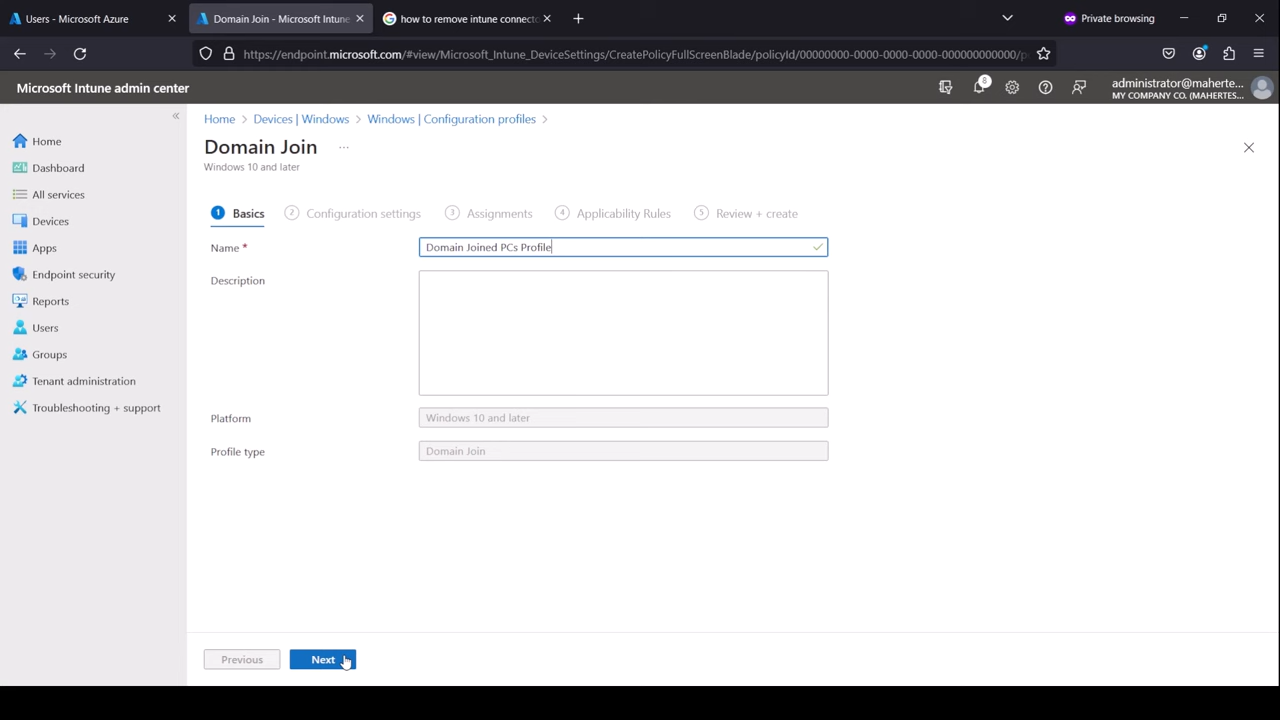 Users - Microsoft Azure
Domain Join - Microsoft Intune
how to remove intune connecto
Private browsing
https://endpoint.microsoft.com/#view/Microsoft_Intune_DeviceSettings/CreatePolicyFullScreenBlade/policyId/00000000-0000-0000-0000-000000000000/p
Microsoft Intune admin center
8
administrator@maherte...
MY COMPANY CO. (MAHERTES...
Home
Dashboard
All services
Devices
Apps
Endpoint security
Reports
Users
Groups
Tenant administration
Troubleshooting + support
Home > Devices | Windows > Windows | Configuration profiles >
Domain Join ...
Windows 10 and later
1 Basics 2 Configuration settings 3 Assignments 4 Applicability Rules 5 Review + create
Name * Domain Joined PCs Profile
Description
Platform Windows 10 and later
Profile type Domain Join
Previous Next